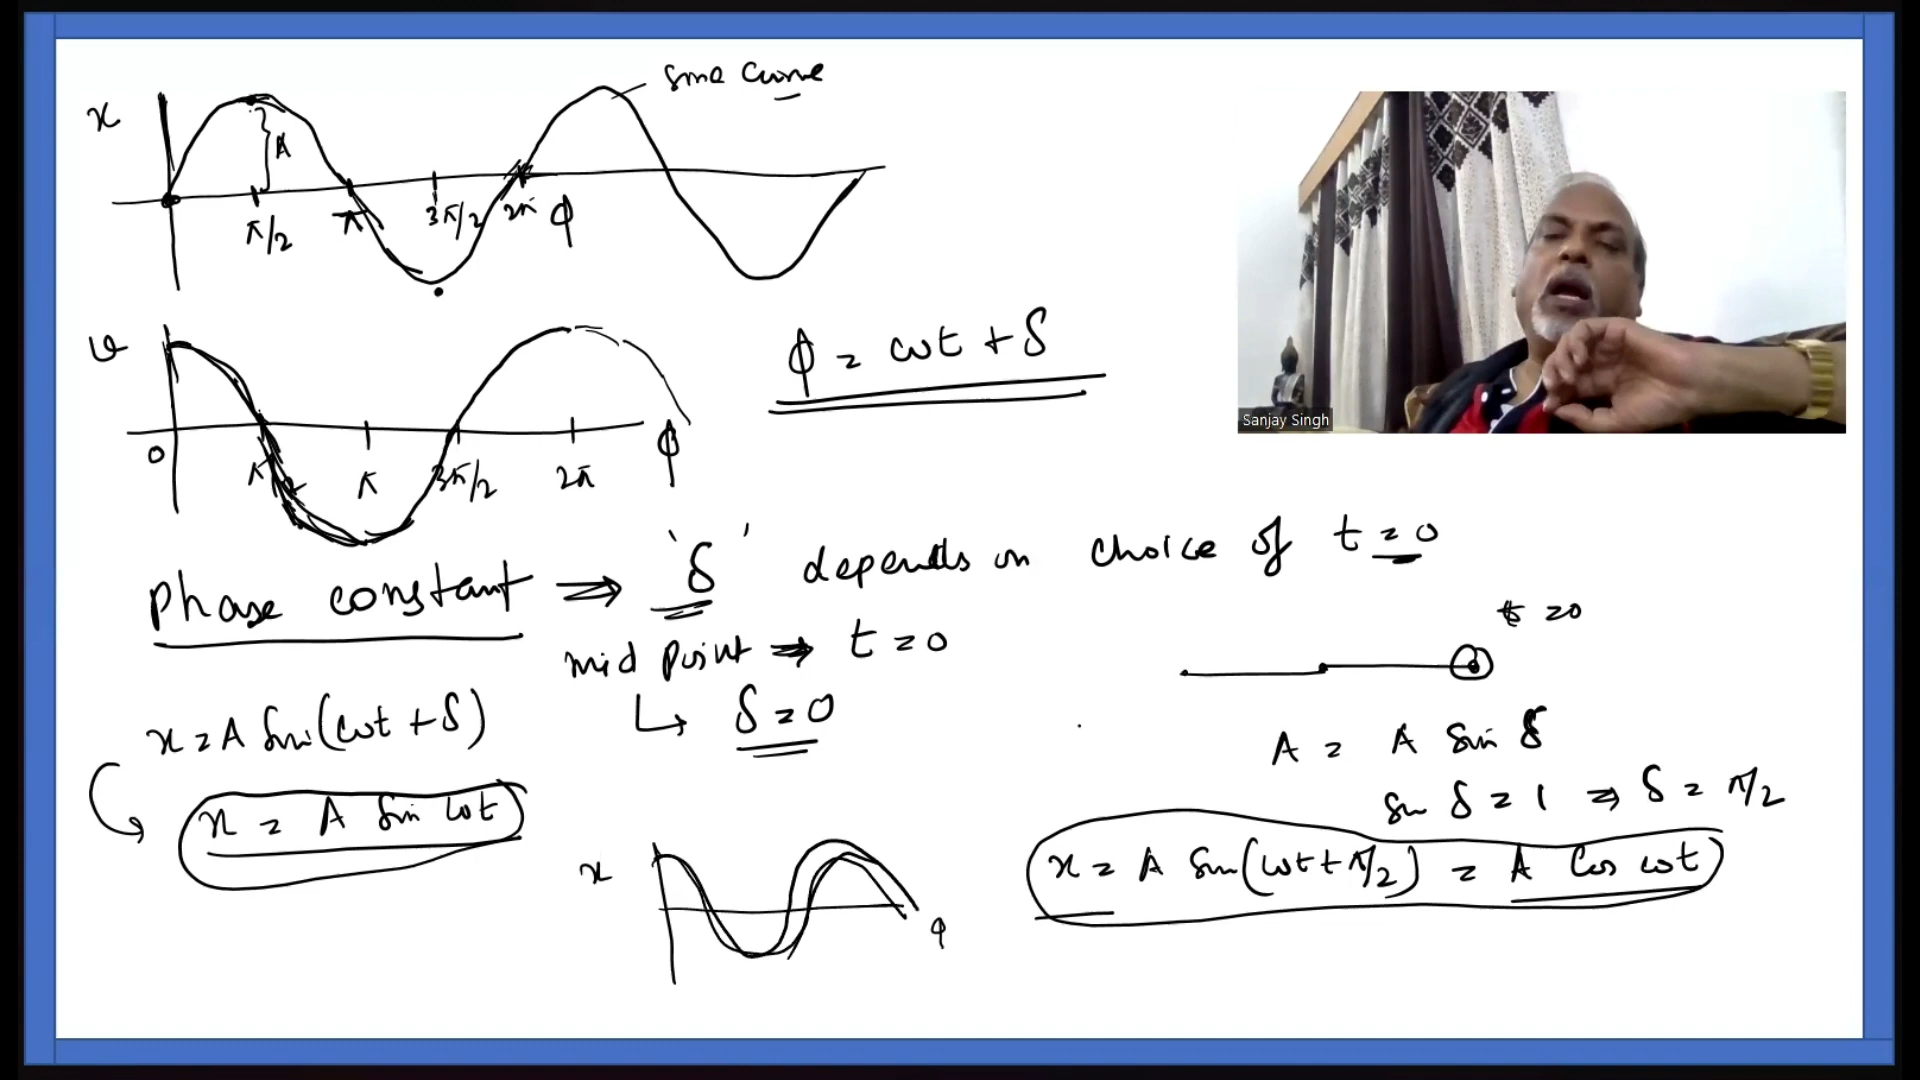 sine curve
x
A
π/2 π 3π/2 2π ϕ
v
ϕ = ωt + δ
0 π/2 π 3π/2 2π ϕ
Sanjay Singh
Phase constant ⇒ 'δ' depends on choice of t = 0
mid point ⇒ t = 0
↳ δ = 0
x = A Sin(ωt + δ)
x = A Sin ωt
t = 0
A = A Sin δ
Sin δ = 1 ⇒ δ = π/2
x = A Sin(ωt + π/2) = A Cos ωt
x
ϕ